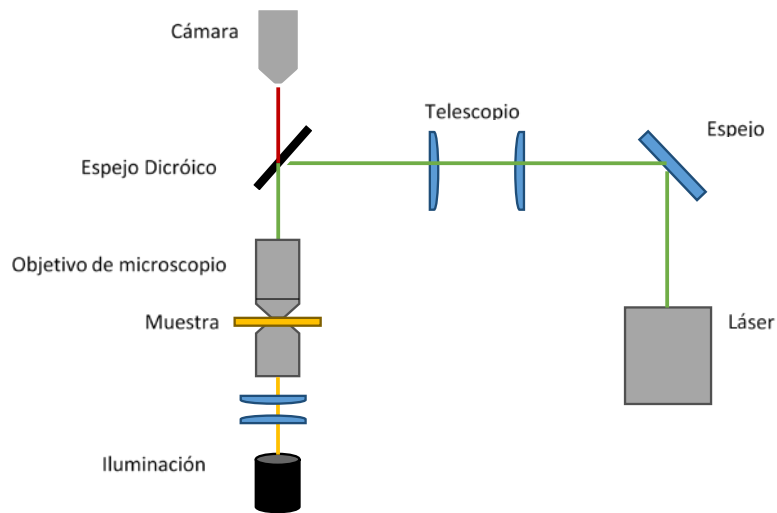 Cámara
Telescopio
Espejo
Espejo Dicróico
Objetivo de microscopio
Muestra
Láser
Iluminación